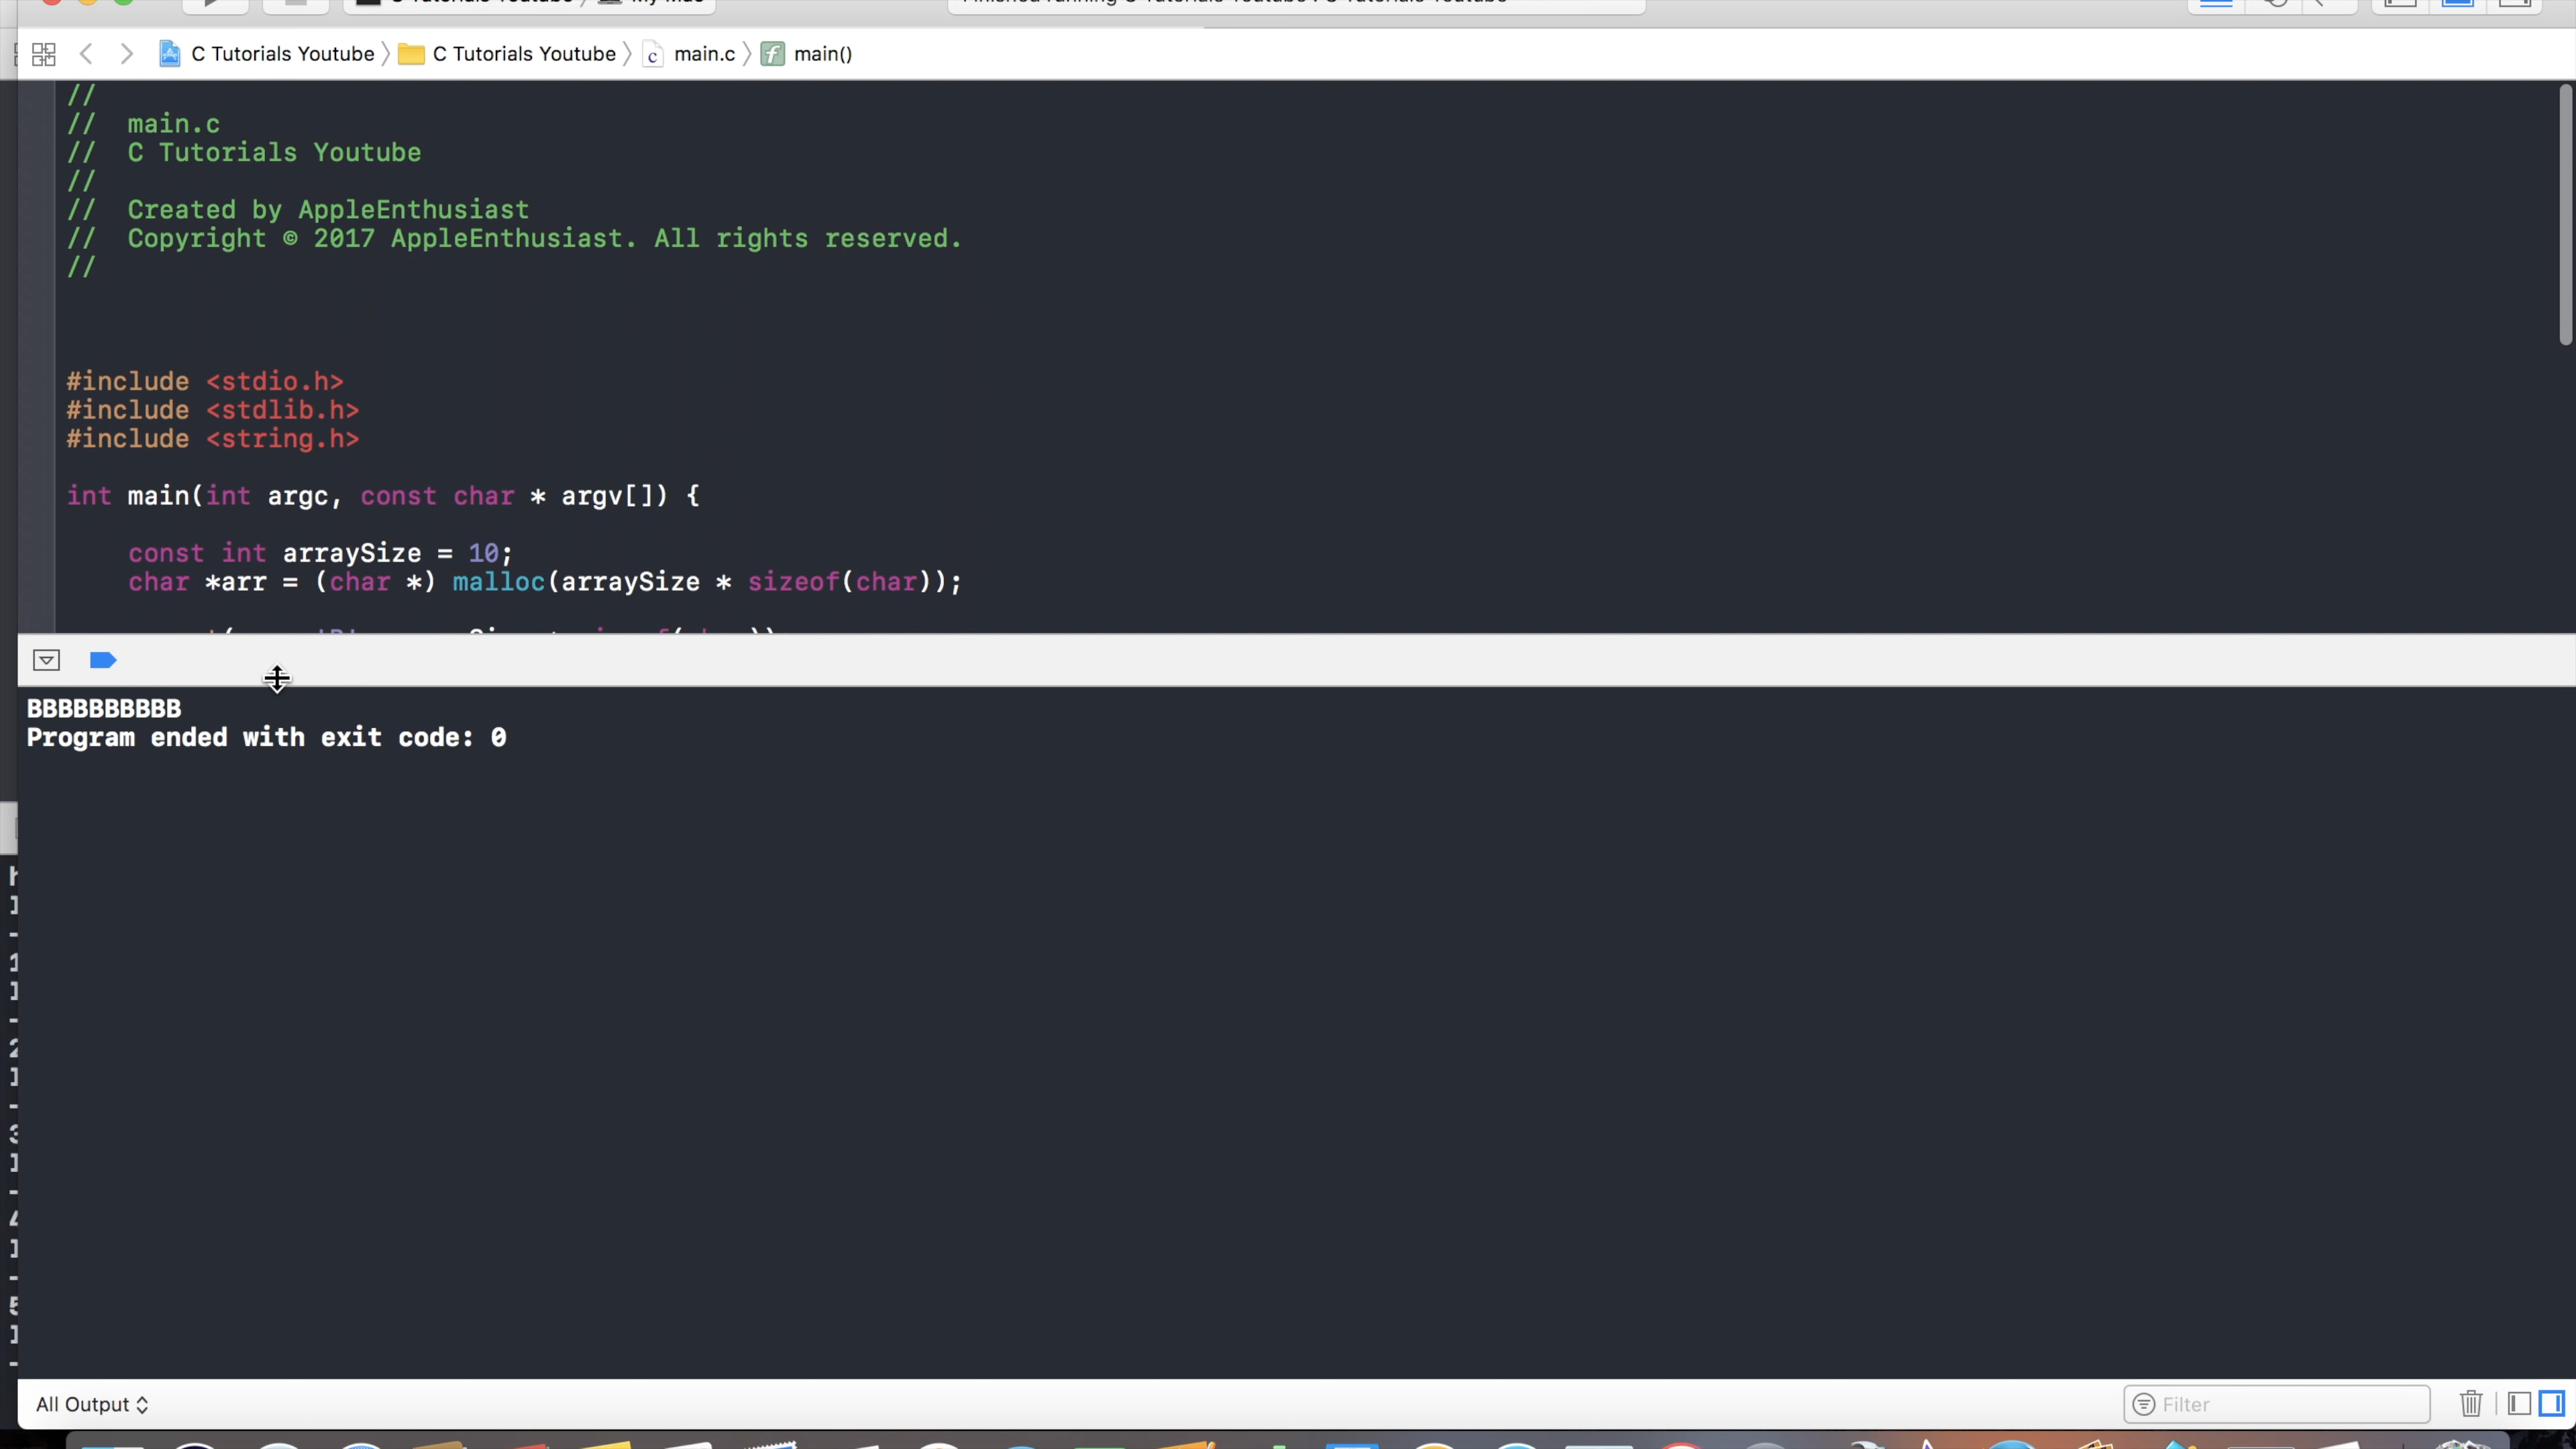 C Tutorials Youtube C Tutorials Youtube main.c main()
//
// main.c
// C Tutorials Youtube
//
// Created by AppleEnthusiast
// Copyright © 2017 AppleEnthusiast. All rights reserved.
//
#include <stdio.h>
#include <stdlib.h>
#include <string.h>
int main(int argc, const char * argv[]) {
const int arraySize = 10;
char *arr = (char *) malloc(arraySize * sizeof(char));
BBBBBBBBBB
Program ended with exit code: 0
All Output
Filter